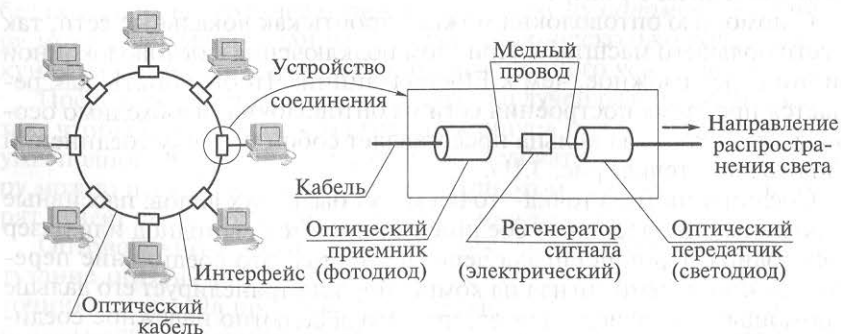 Устройство
соединения
Медный
провод
Направление
распростра-
нения света
Кабель
Оптический
приемник
(фотодиод)
Регенератор
сигнала
(электрический)
Оптический
передатчик
(светодиод)
Интерфейс
Оптический
кабель